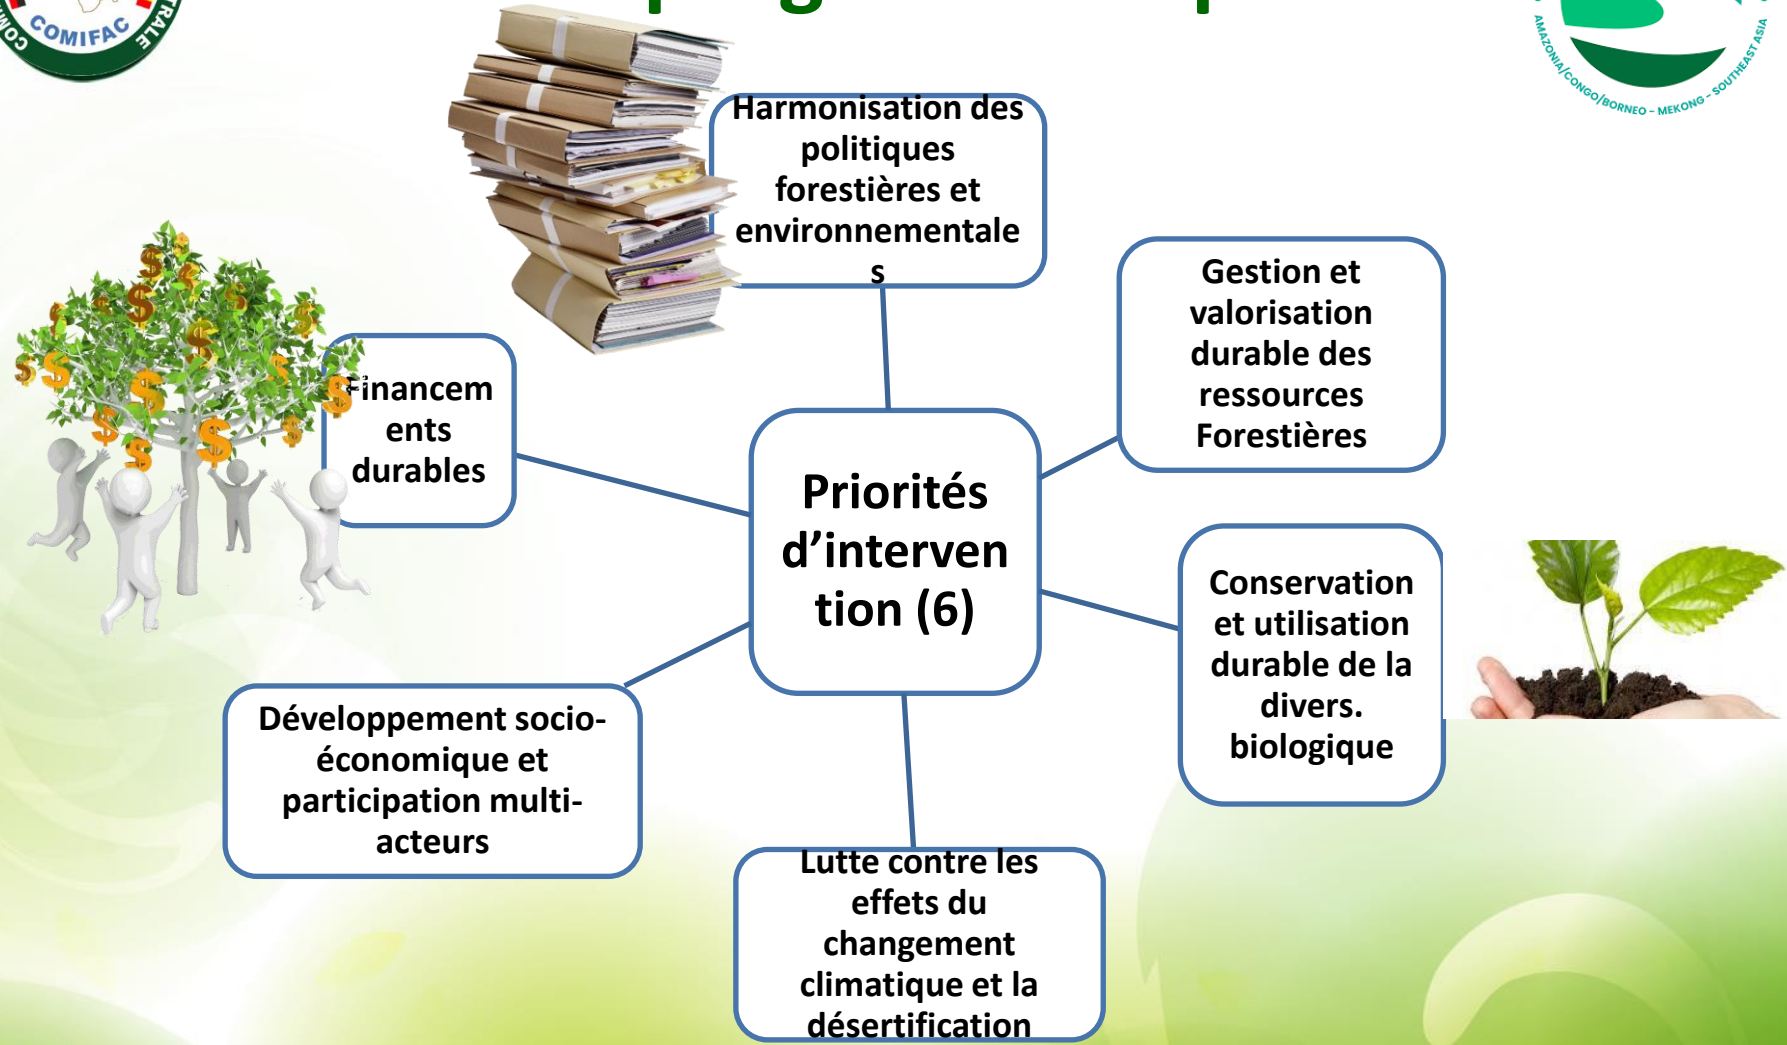 COMIFAC
AMAZONIA/CONGO/BORNEO - MEKONG - SOUTHEAST ASIA
Harmonisation des
politiques
forestières et
environnementale
s
Gestion et
valorisation
durable des
ressources
Forestières
Financem
ents
durables
Priorités
d’interven
tion (6)
Conservation
et utilisation
durable de la
divers.
biologique
Développement socio-
économique et
participation multi-
acteurs
Lutte contre les
effets du
changement
climatique et la
désertification